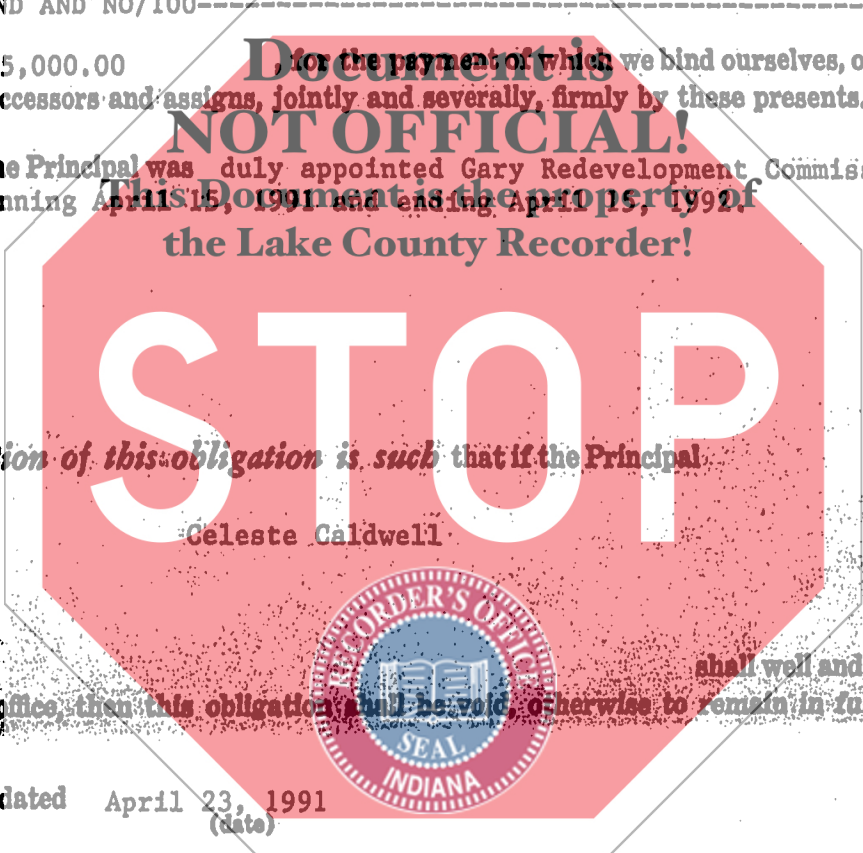 ND AND NO/100
5,000.00 , for the payment of which we bind ourselves, o
Document is
ccessors and assigns, jointly and severally, firmly by these presents.
NOT OFFICIAL!
e Principal was duly appointed Gary Redevelopment Commis
This Document is the property of
nning April 15, 1991 and ending April 15, 1992.
the Lake County Recorder!
STOP
ion of this obligation is such that if the Principal
Celeste Caldwell
RECORDER'S OFFICE
shall well and
office, then this obligation shall be void, otherwise to remain in fu
SEAL
INDIANA
dated April 23, 1991
(date)